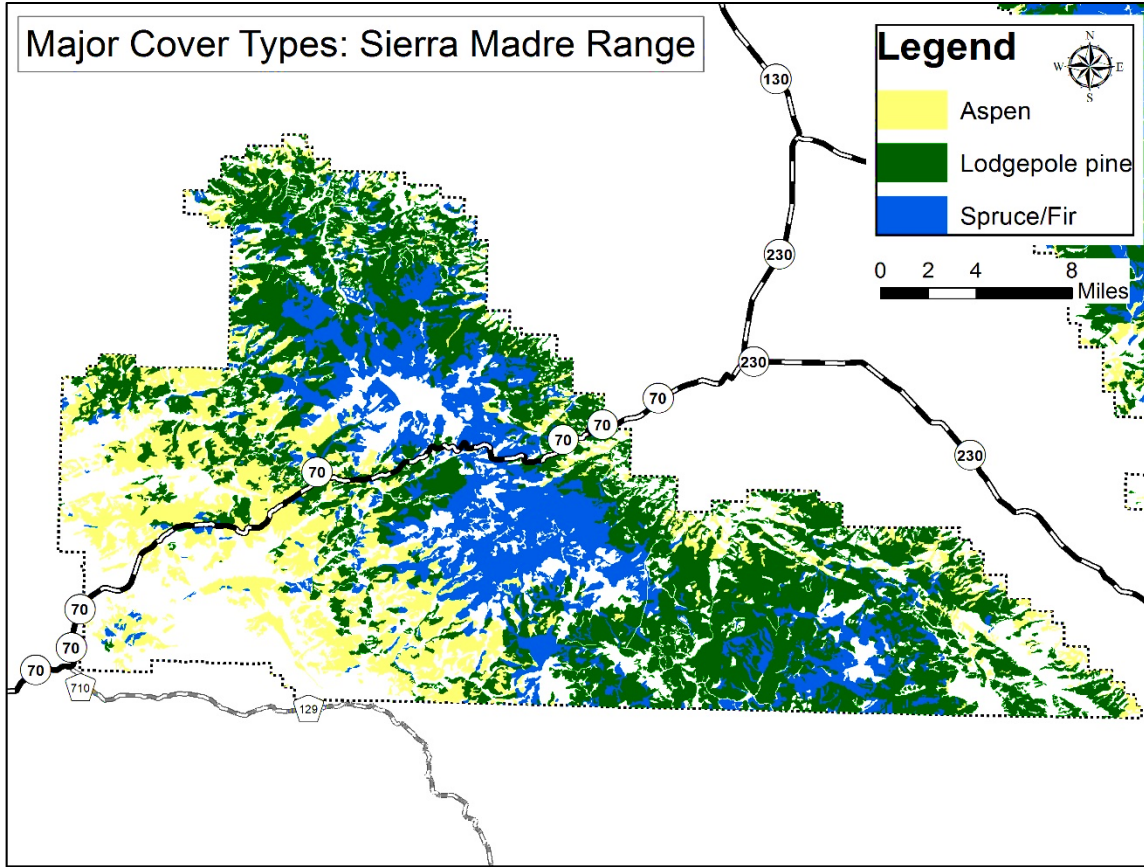 Major Cover Types: Sierra Madre Range
Legend
N
W E
S
Aspen
Lodgepole pine
Spruce/Fir
0 2 4 8
Miles
130
230
230
70
70
70
230
70
70
70
70
710
129